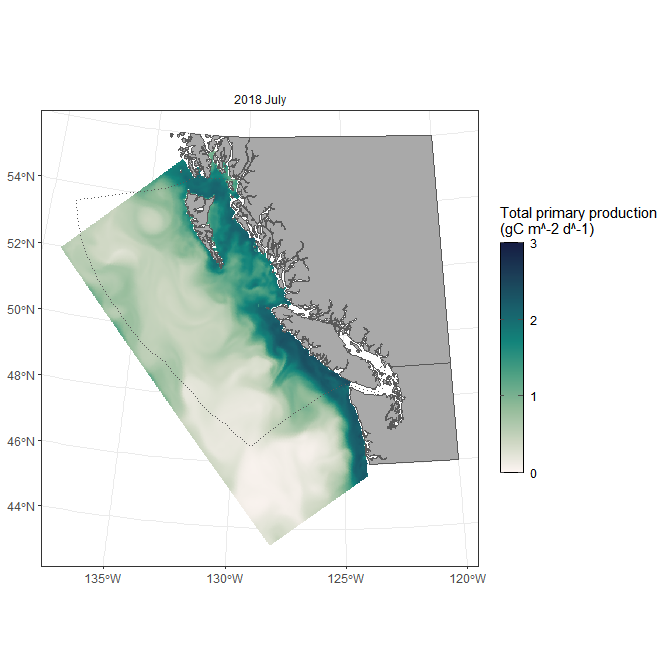 2018 July
54°N
52°N
50°N
48°N
46°N
44°N
135°W
130°W
125°W
120°W
Total primary production
(gC m^-2 d^-1)
3
2
1
0